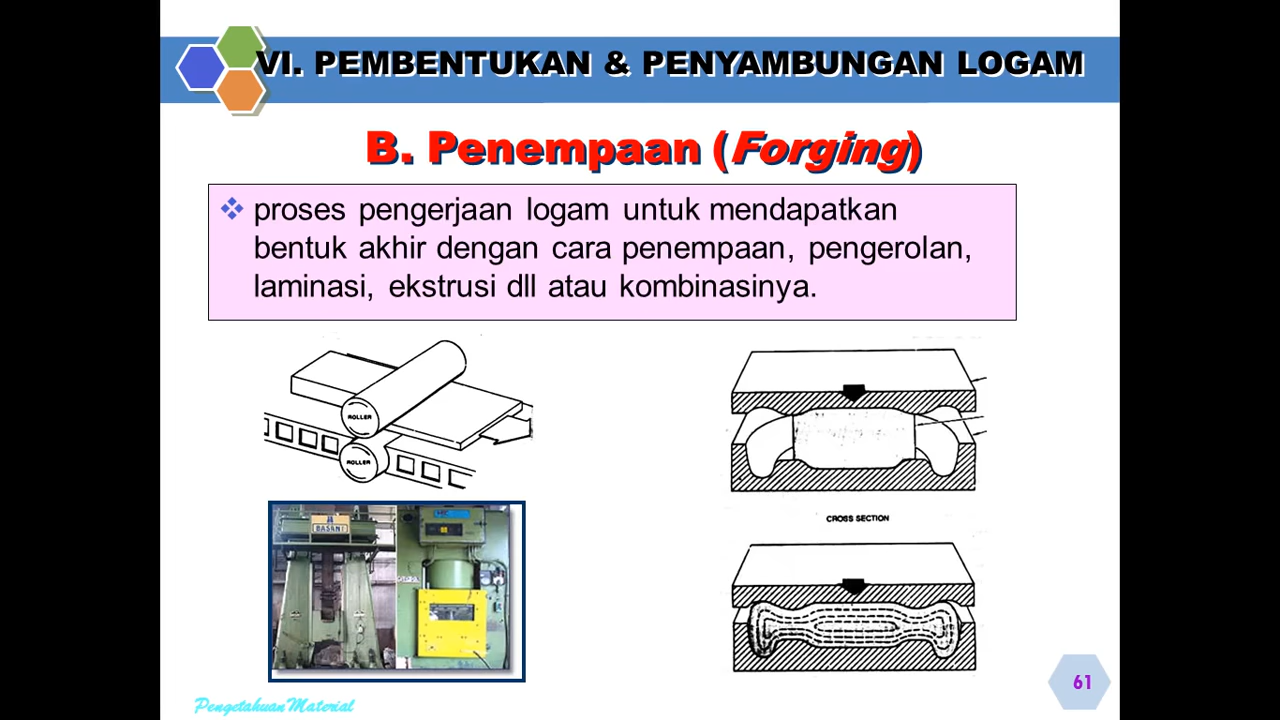 VI. PEMBENTUKAN & PENYAMBUNGAN LOGAM
B. Penempaan (Forging)
proses pengerjaan logam untuk mendapatkan
bentuk akhir dengan cara penempaan, pengerolan,
laminasi, ekstrusi dll atau kombinasinya.
ROLLER
ROLLER
CROSS SECTION
BASANT
61
Pengetahuan Material